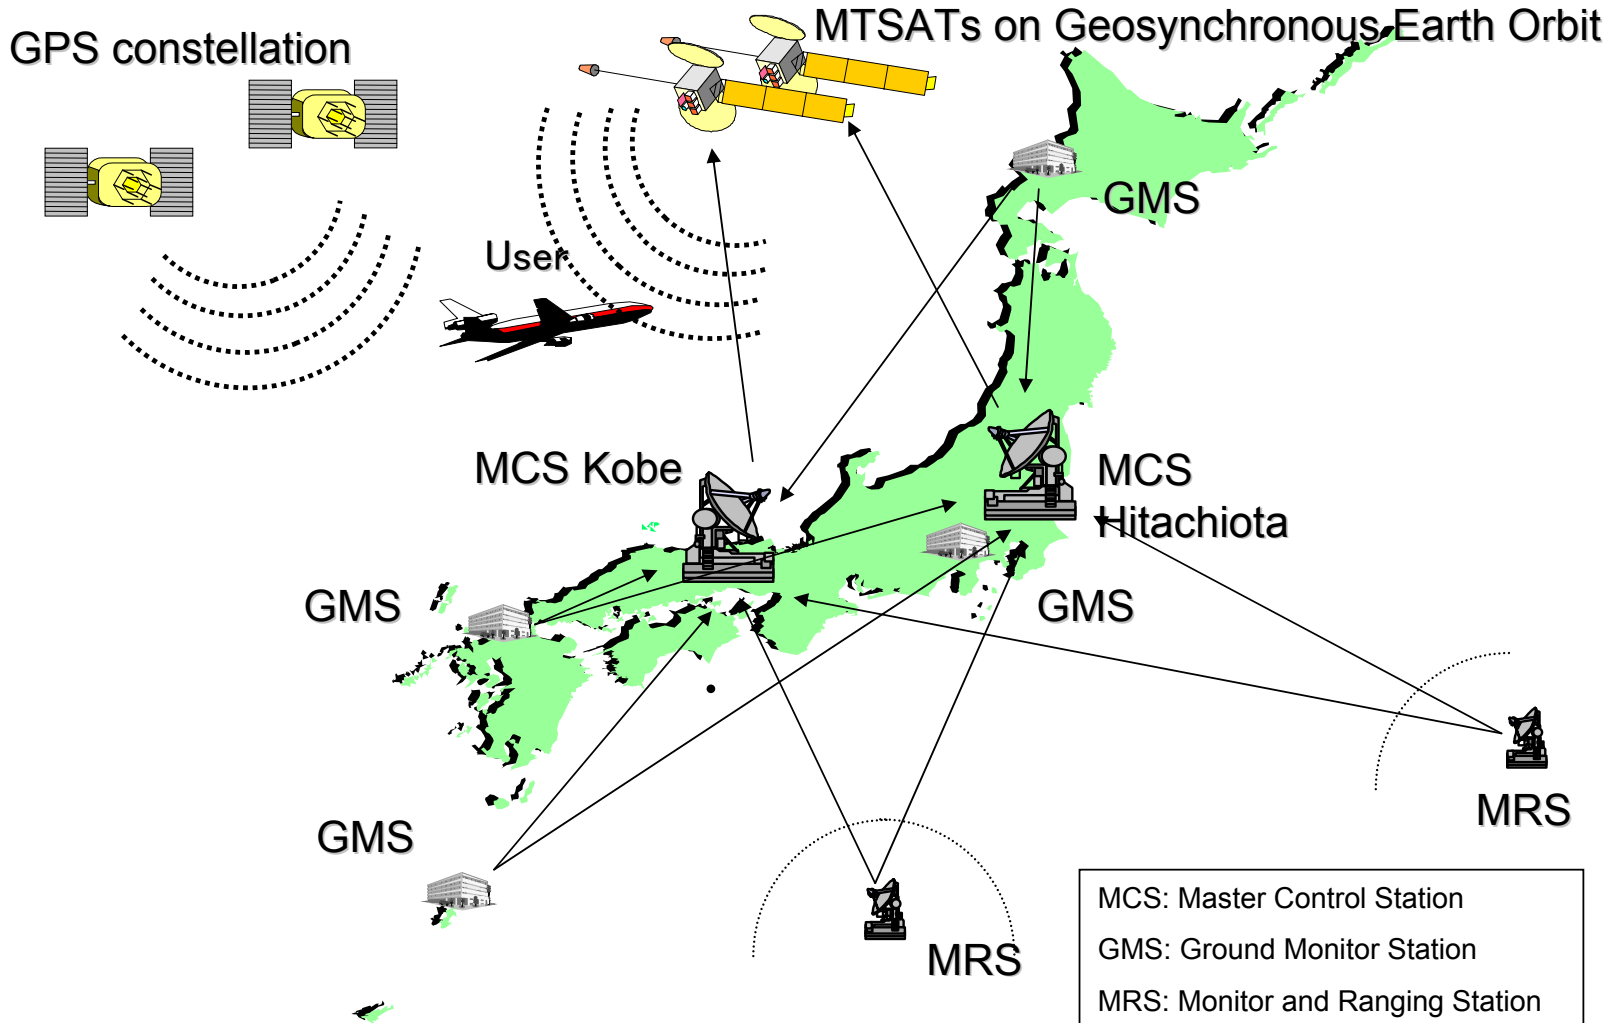 MTSATs on Geosynchronous Earth Orbit
GPS constellation
GMS
User
MCS Kobe
MCS
Hitachiota
GMS
GMS
MRS
GMS
MRS
MCS: Master Control Station
GMS: Ground Monitor Station
MRS: Monitor and Ranging Station